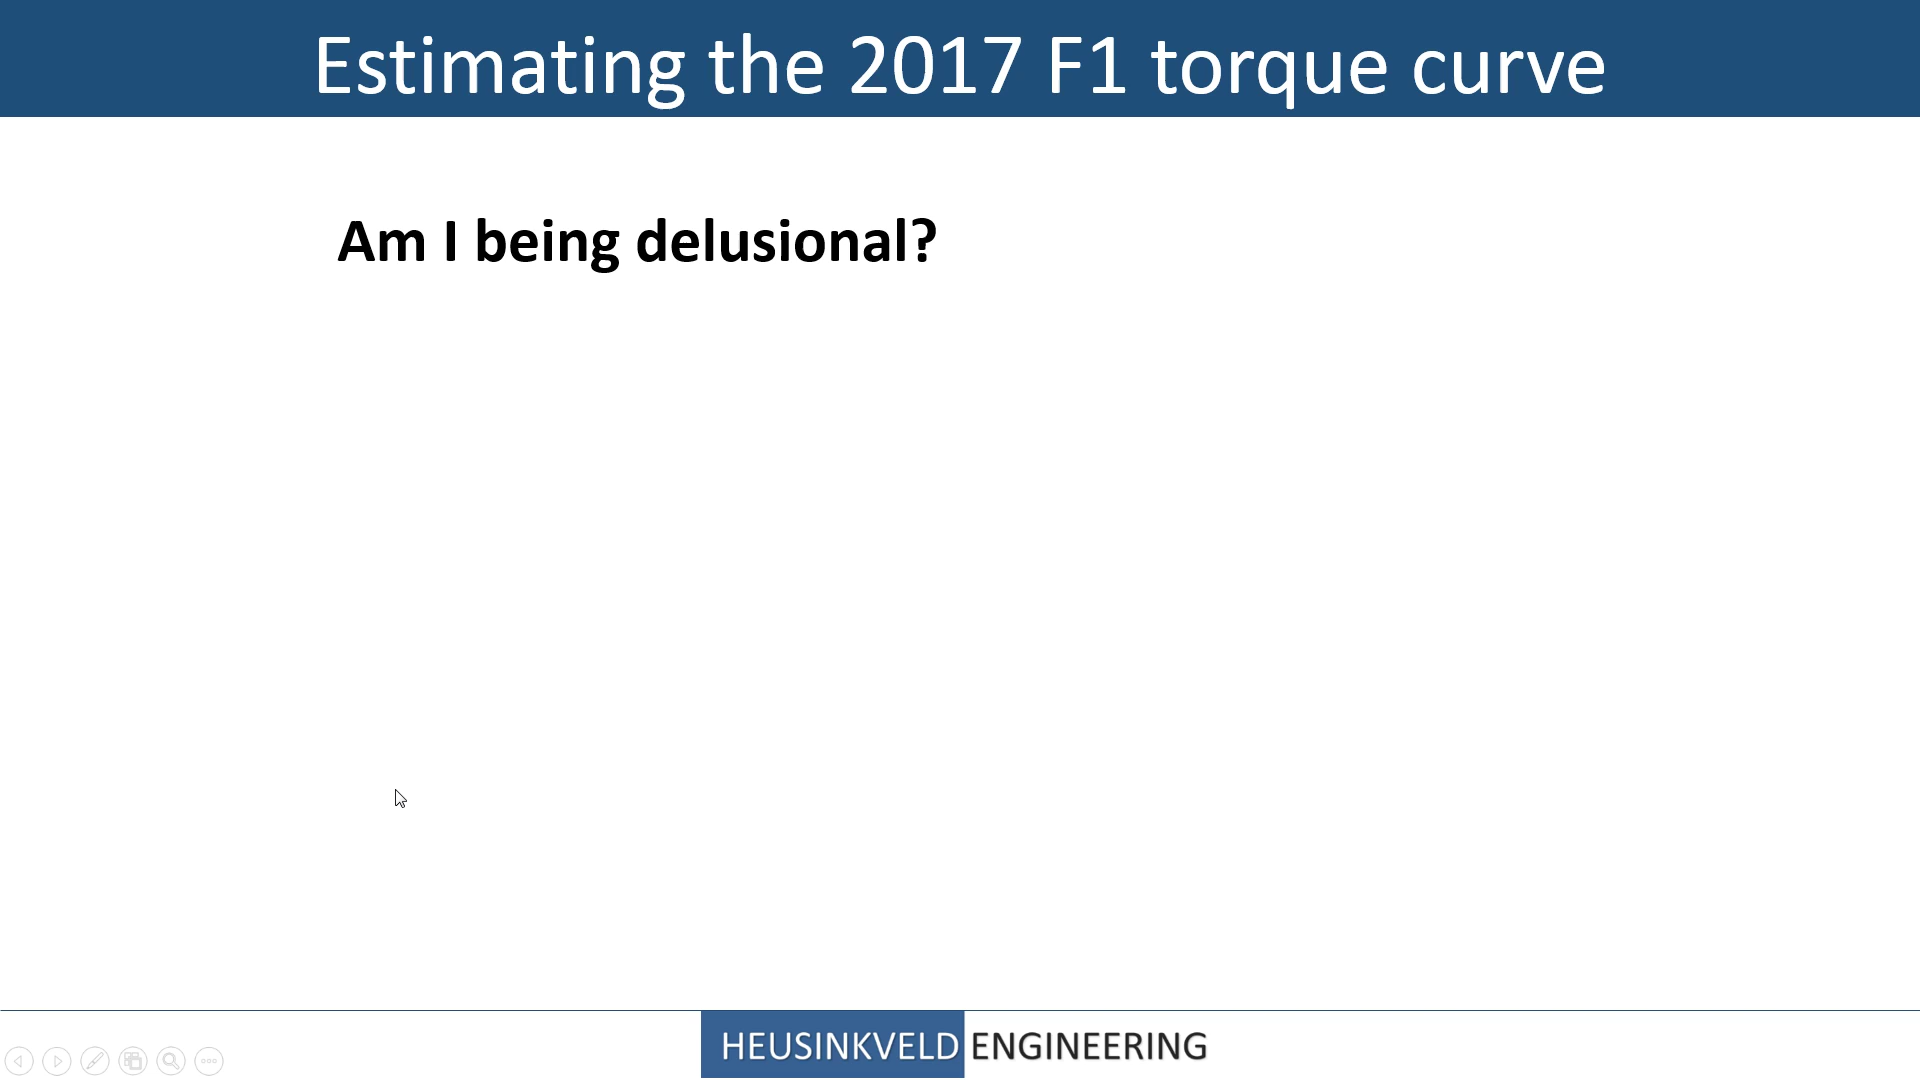 Estimating the 2017 F1 torque curve
Am I being delusional?
HEUSINKVELD ENGINEERING